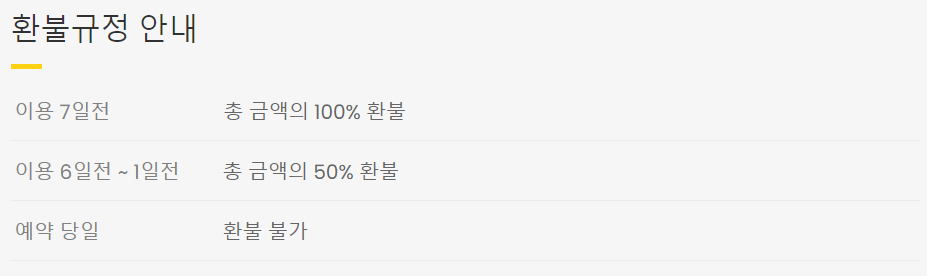 환불규정 안내
이용 7일전 총 금액의 100% 환불
이용 6일전 ~ 1일전 총 금액의 50% 환불
예약 당일 환불 불가